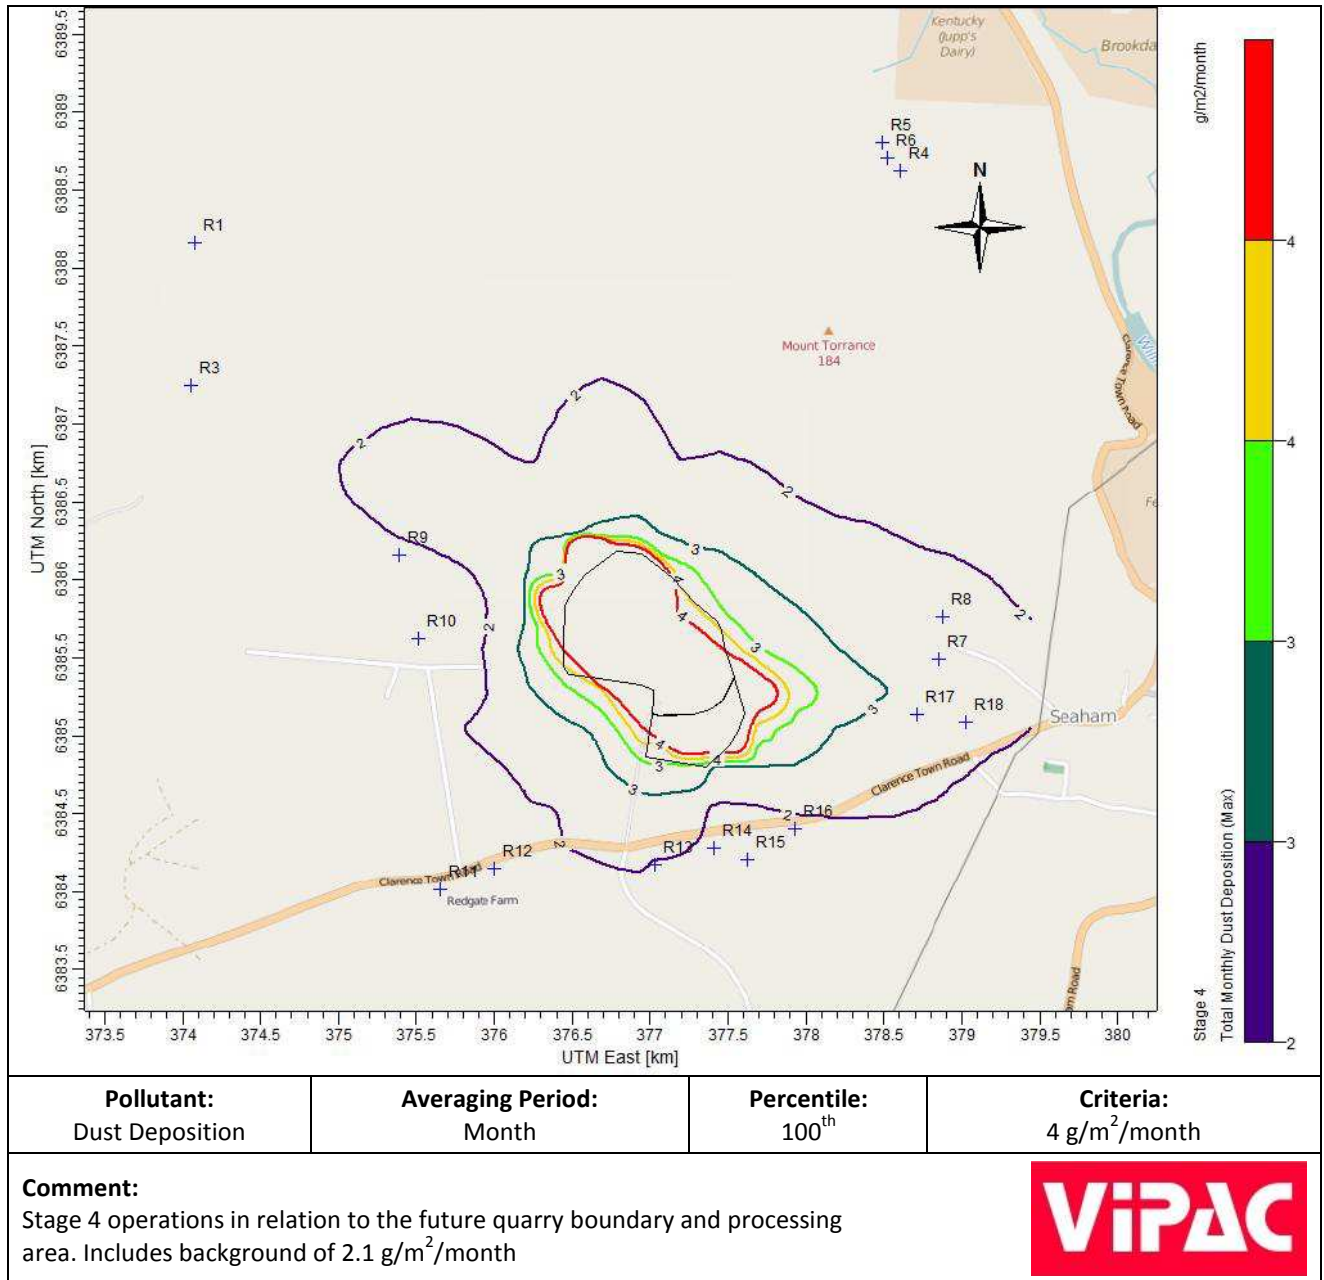 Kentucky
(Jupp's
Dairy)
Brookda
R5
R6
R4
N
R1
Mount Torrance
184
R3
Clarence Town Road
Willi
Fe
2
2
2
2
3
R9
3
4
R10
2
4
3
R8
R7
R17
R18
3
Seaham
4
3
4
3
Clarence Town Road
2
R16
2
R13
R14
R15
R12
R11
Clarence Town Road
Redgate Farm
rn Road
6389.5
6389
6388.5
6388
6387.5
6387
6386.5
6386
6385.5
6385
6384.5
6384
6383.5
UTM North [km]
373.5 374 374.5 375 375.5 376 376.5 377 377.5 378 378.5 379 379.5 380
UTM East [km]
g/m2/month
4
4
3
3
2
Stage 4
Total Monthly Dust Deposition (Max)
Pollutant:
Dust Deposition
Averaging Period:
Month
Percentile:
100th
Criteria:
4 g/m2/month
Comment:
Stage 4 operations in relation to the future quarry boundary and processing
area. Includes background of 2.1 g/m2/month
ViPAC